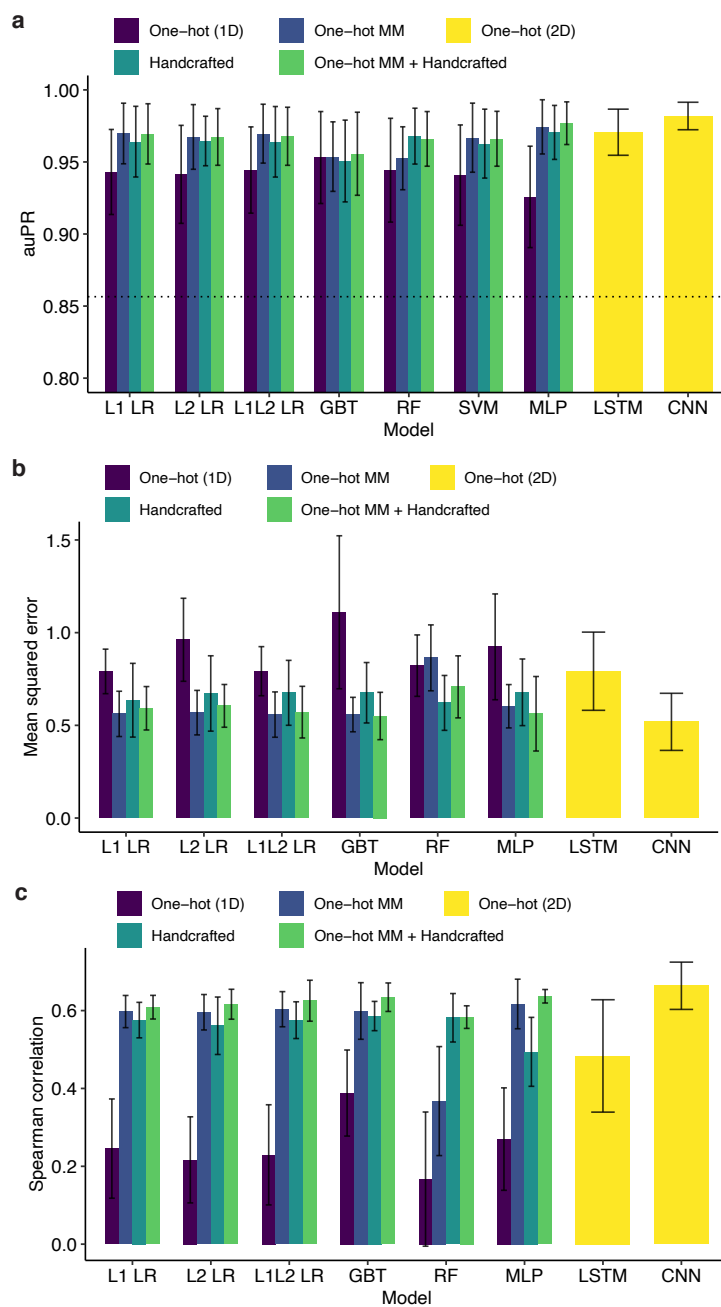 a
One-hot (1D) One-hot MM One-hot (2D)
Handcrafted One-hot MM + Handcrafted
1.00
0.95
0.90
0.85
0.80
auPR
L1 LR L2 LR L1L2 LR GBT RF SVM MLP LSTM CNN
Model
b
One-hot (1D) One-hot MM One-hot (2D)
Handcrafted One-hot MM + Handcrafted
1.5
1.0
0.5
0.0
Mean squared error
L1 LR L2 LR L1L2 LR GBT RF MLP LSTM CNN
Model
c
One-hot (1D) One-hot MM One-hot (2D)
Handcrafted One-hot MM + Handcrafted
0.6
0.4
0.2
0.0
Spearman correlation
L1 LR L2 LR L1L2 LR GBT RF MLP LSTM CNN
Model